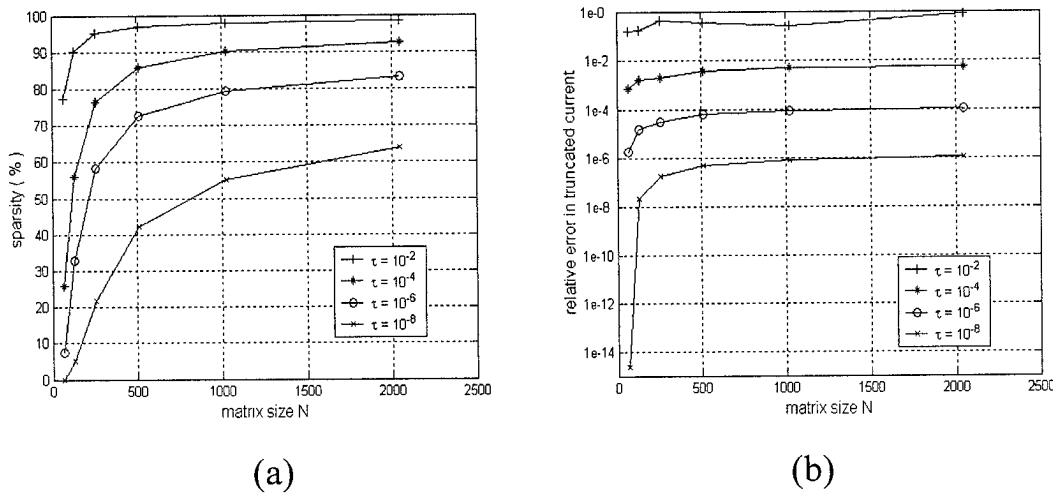 100
90
80
70
60
50
40
30
20
10
0
sparsity ( % )
0
500
1000
1500
2000
2500
matrix size N
τ = 10-2
τ = 10-4
τ = 10-6
τ = 10-8
(a)
1e-0
1e-2
1e-4
1e-6
1e-8
1e-10
1e-12
1e-14
relative error in truncated current
0
500
1000
1500
2000
2500
matrix size N
τ = 10-2
τ = 10-4
τ = 10-6
τ = 10-8
(b)